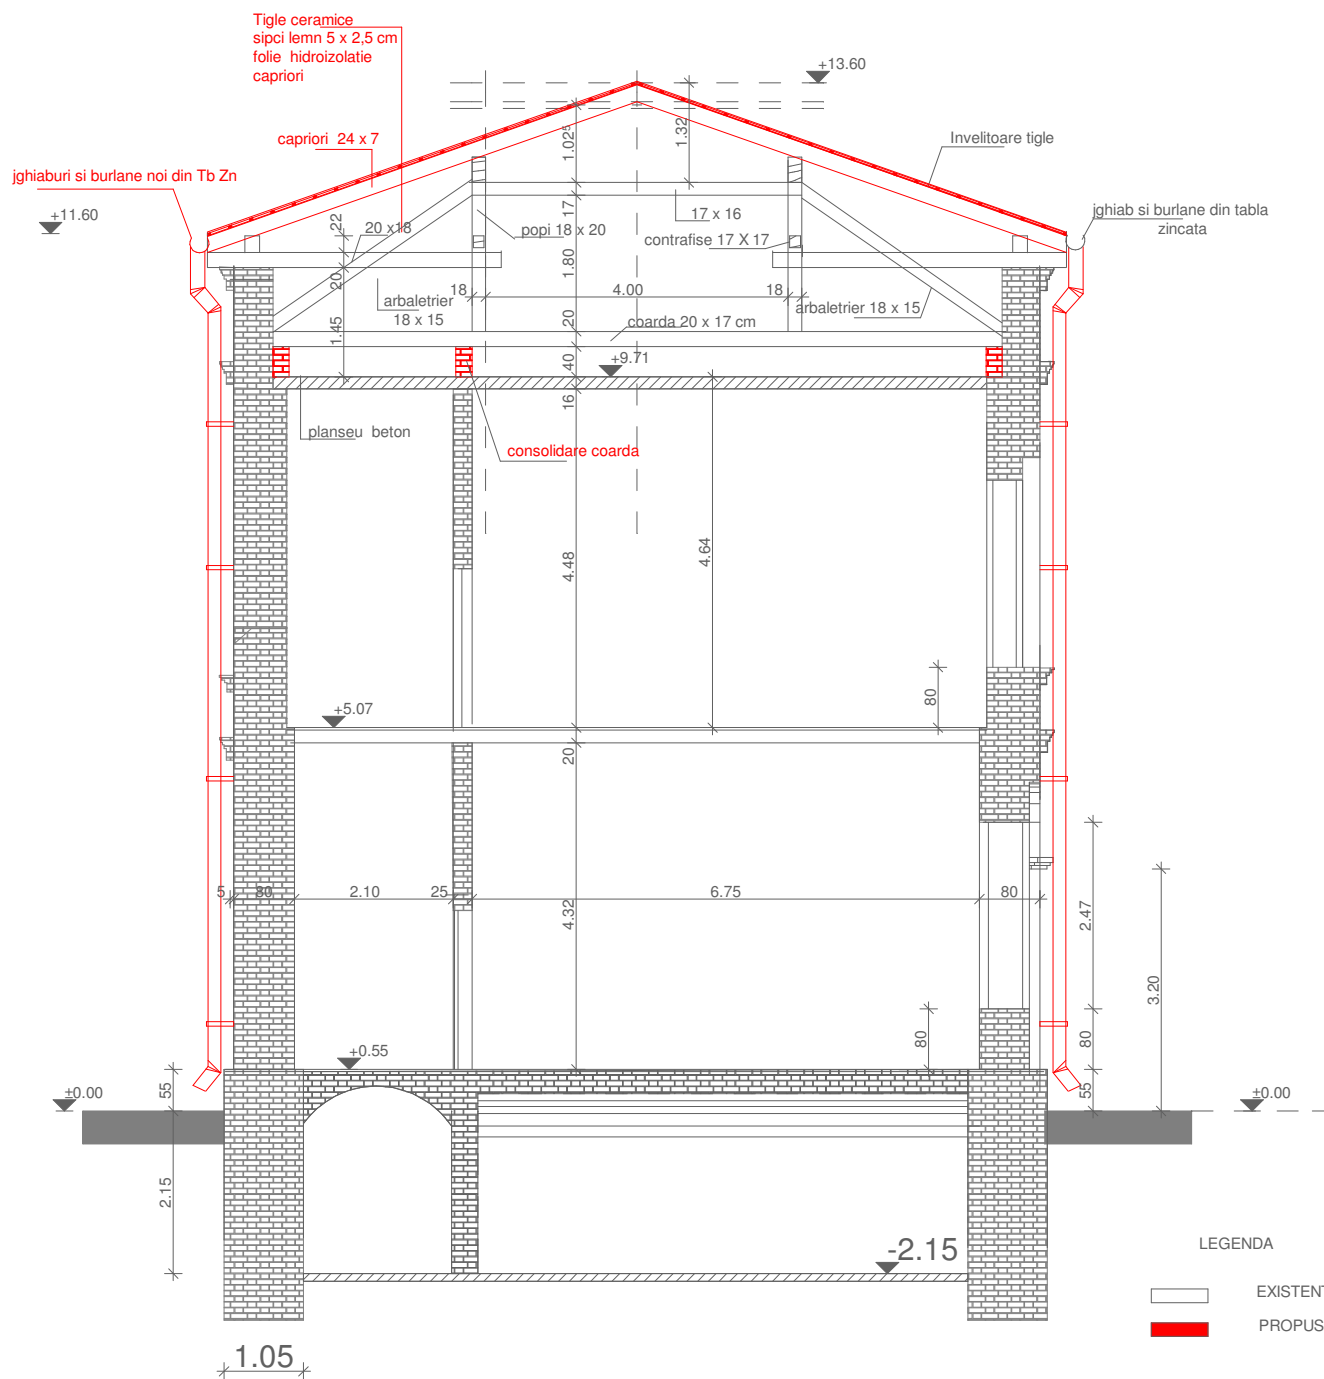 Tigle ceramice
sipci lemn 5 x 2,5 cm
folie hidroizolatie
capriori
+13.60
capriori 24 x 7
1.02⁵
1.32
Invelitoare tigle
jghiaburi si burlane noi din Tb Zn
+11.60
22
20 x18
17
popi 18 x 20
17 x 16
contrafise 17 X 17
jghiab si burlane din tabla
zincata
1.80
20
18
4.00
18
arbaletrier
18 x 15
arbaletrier 18 x 15
1.45
20
coarda 20 x 17 cm
40
+9.71
16
planseu beton
consolidare coarda
4.48
4.64
80
+5.07
20
5
80
2.10
25
6.75
80
4.32
2.47
3.20
80
80
+0.55
55
±0.00
55
±0.00
2.15
-2.15
LEGENDA
EXISTENT
PROPUS
1.05